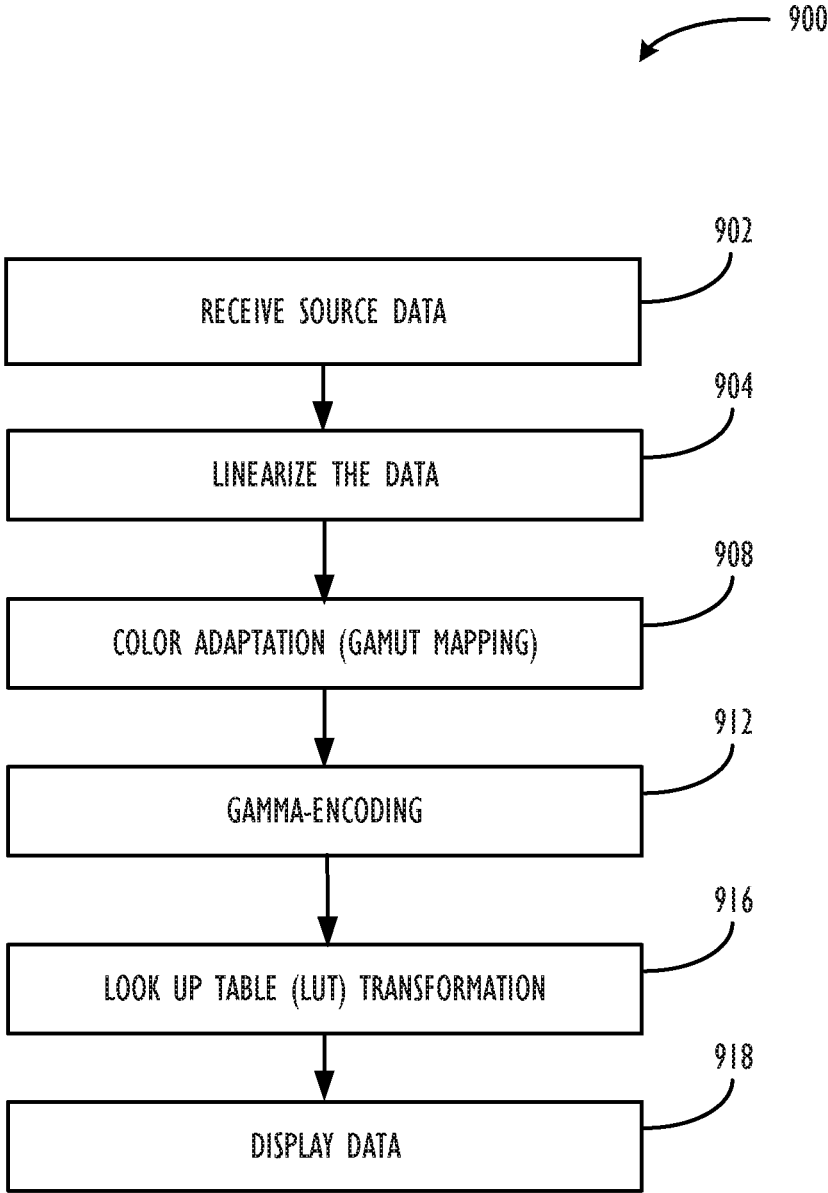 900
902
RECEIVE SOURCE DATA
904
LINEARIZE THE DATA
908
COLOR ADAPTATION (GAMUT MAPPING)
912
GAMMA-ENCODING
916
LOOK UP TABLE (LUT) TRANSFORMATION
918
DISPLAY DATA